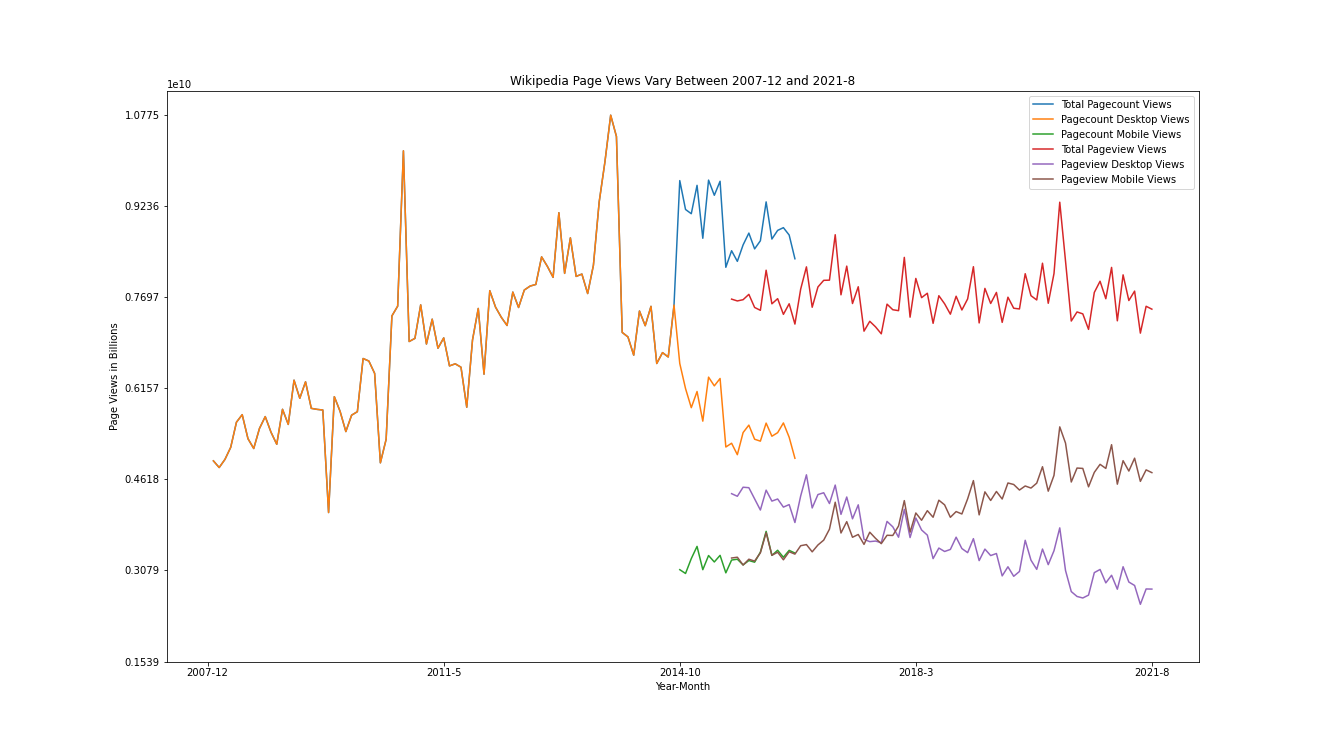 Wikipedia Page Views Vary Between 2007-12 and 2021-8
1e10
1.0775
0.9236
0.7697
0.6157
0.4618
0.3079
0.1539
Page Views in Billions
Total Pagecount Views
Pagecount Desktop Views
Pagecount Mobile Views
Total Pageview Views
Pageview Desktop Views
Pageview Mobile Views
2007-12
2011-5
2014-10
2018-3
2021-8
Year-Month